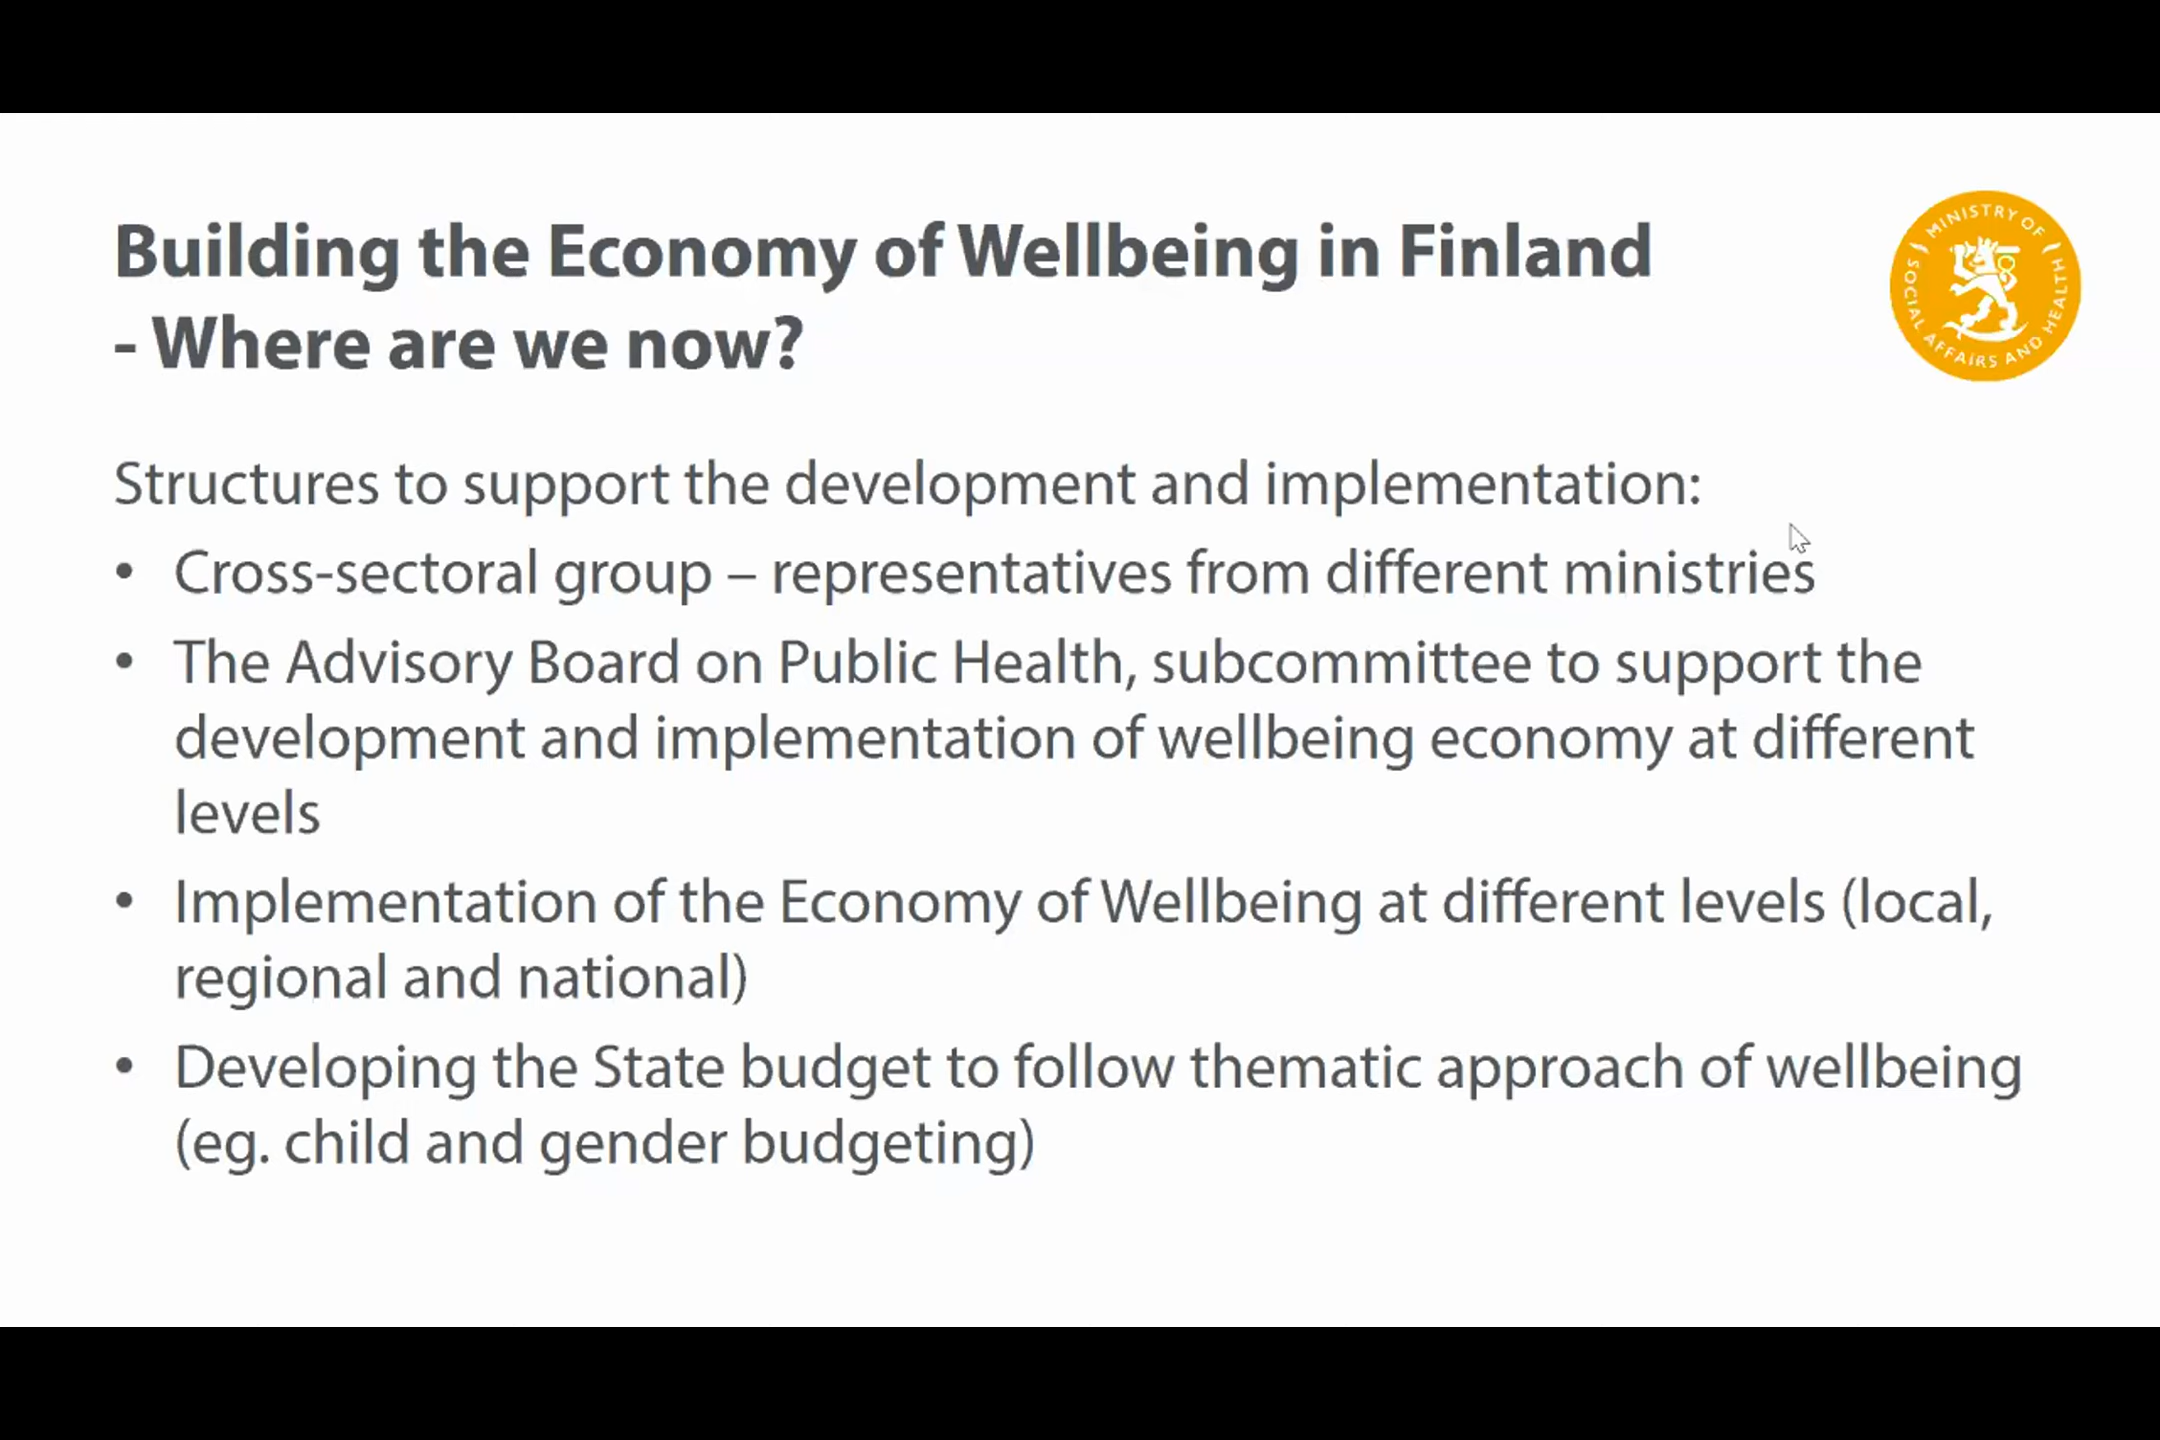 Building the Economy of Wellbeing in Finland
- Where are we now?
MINISTRY OF
SOCIAL AFFAIRS AND HEALTH
Structures to support the development and implementation:
• Cross-sectoral group – representatives from different ministries
• The Advisory Board on Public Health, subcommittee to support the
development and implementation of wellbeing economy at different
levels
• Implementation of the Economy of Wellbeing at different levels (local,
regional and national)
• Developing the State budget to follow thematic approach of wellbeing
(eg. child and gender budgeting)